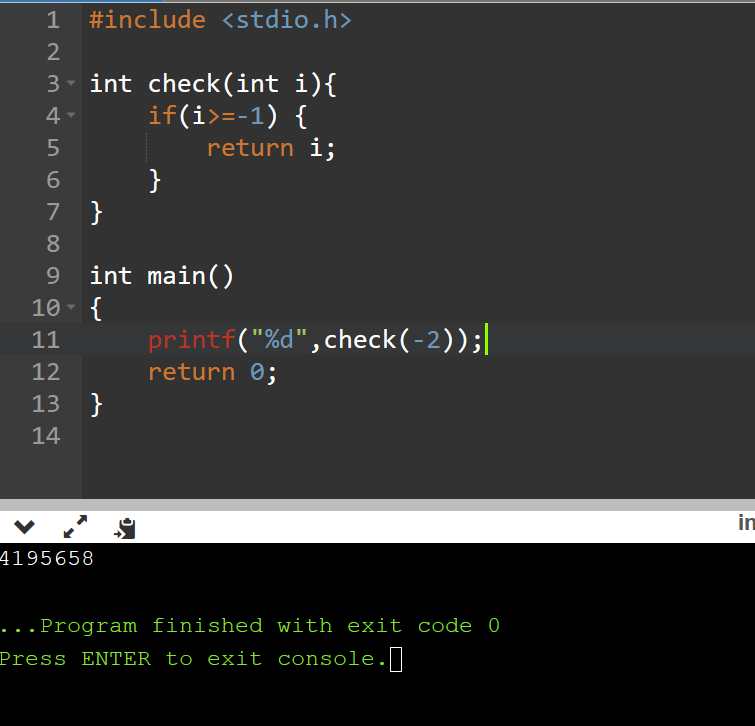 1 #include <stdio.h>
2
3 int check(int i){
4     if(i>=-1) {
5         return i;
6     }
7 }
8
9 int main()
10 {
11     printf("%d",check(-2));
12     return 0;
13 }
14
in
4195658
...Program finished with exit code 0
Press ENTER to exit console.